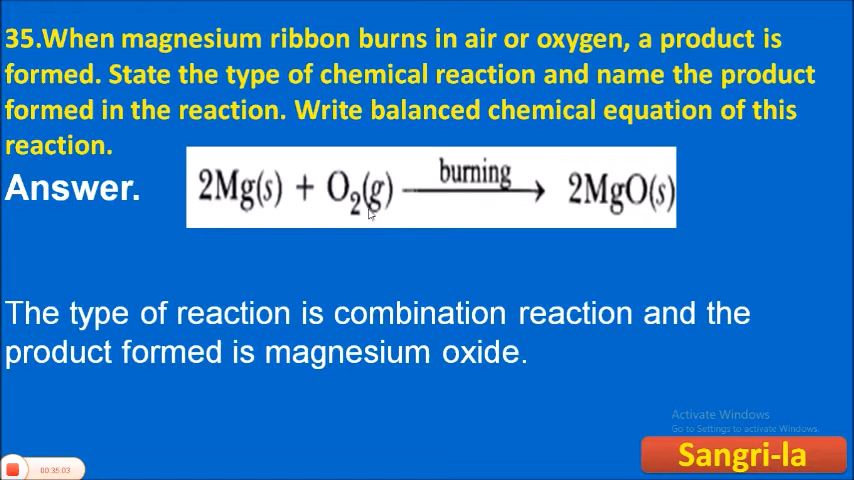 35.When magnesium ribbon burns in air or oxygen, a product is
formed. State the type of chemical reaction and name the product
formed in the reaction. Write balanced chemical equation of this
reaction.
Answer.
2Mg(s) + O₂(g) burning → 2MgO(s)
The type of reaction is combination reaction and the
product formed is magnesium oxide.
Activate Windows
Go to Settings to activate Windows.
Sangri-la
00:35:03